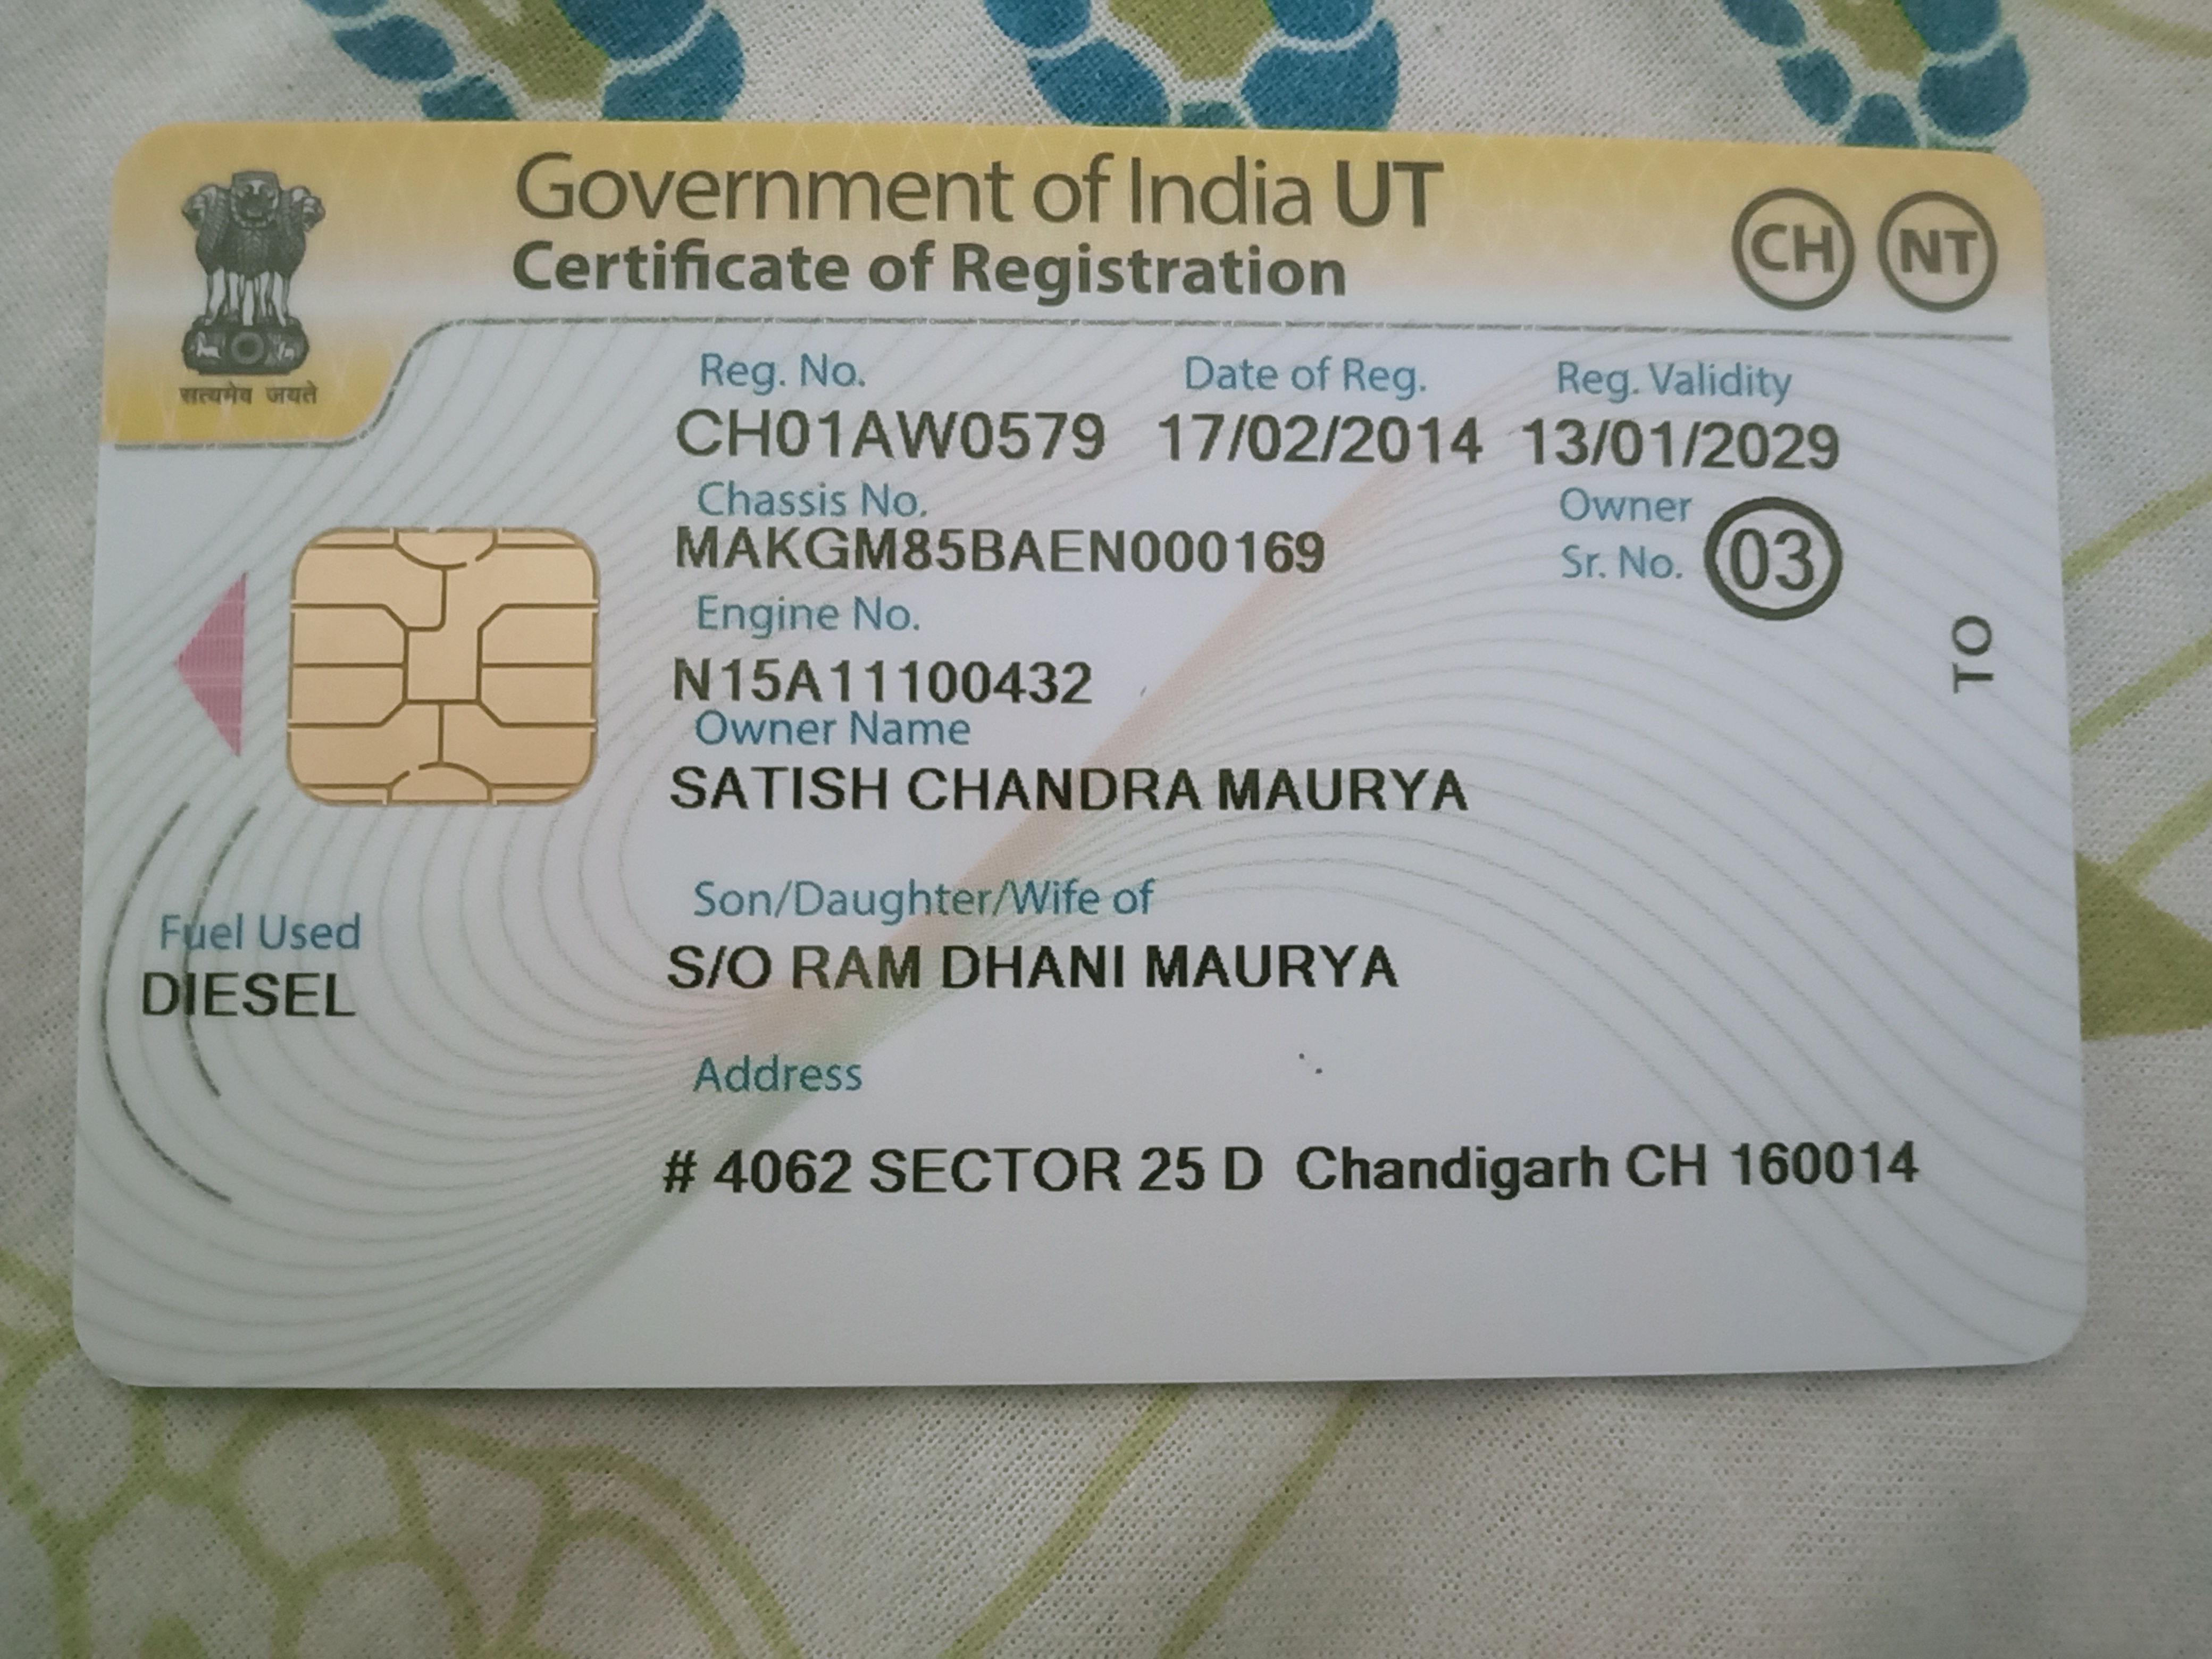 Government of India UT
Certificate of Registration
CH NT
सत्यमेव जयते
Reg. No. Date of Reg. Reg. Validity
CH01AW0579 17/02/2014 13/01/2029
Chassis No. Owner
MAKGM85BAEN000169 Sr. No. 03
Engine No.
N15A11100432
TO
Owner Name
SATISH CHANDRA MAURYA
Son/Daughter/Wife of
Fuel Used
S/O RAM DHANI MAURYA
DIESEL
Address
# 4062 SECTOR 25 D Chandigarh CH 160014